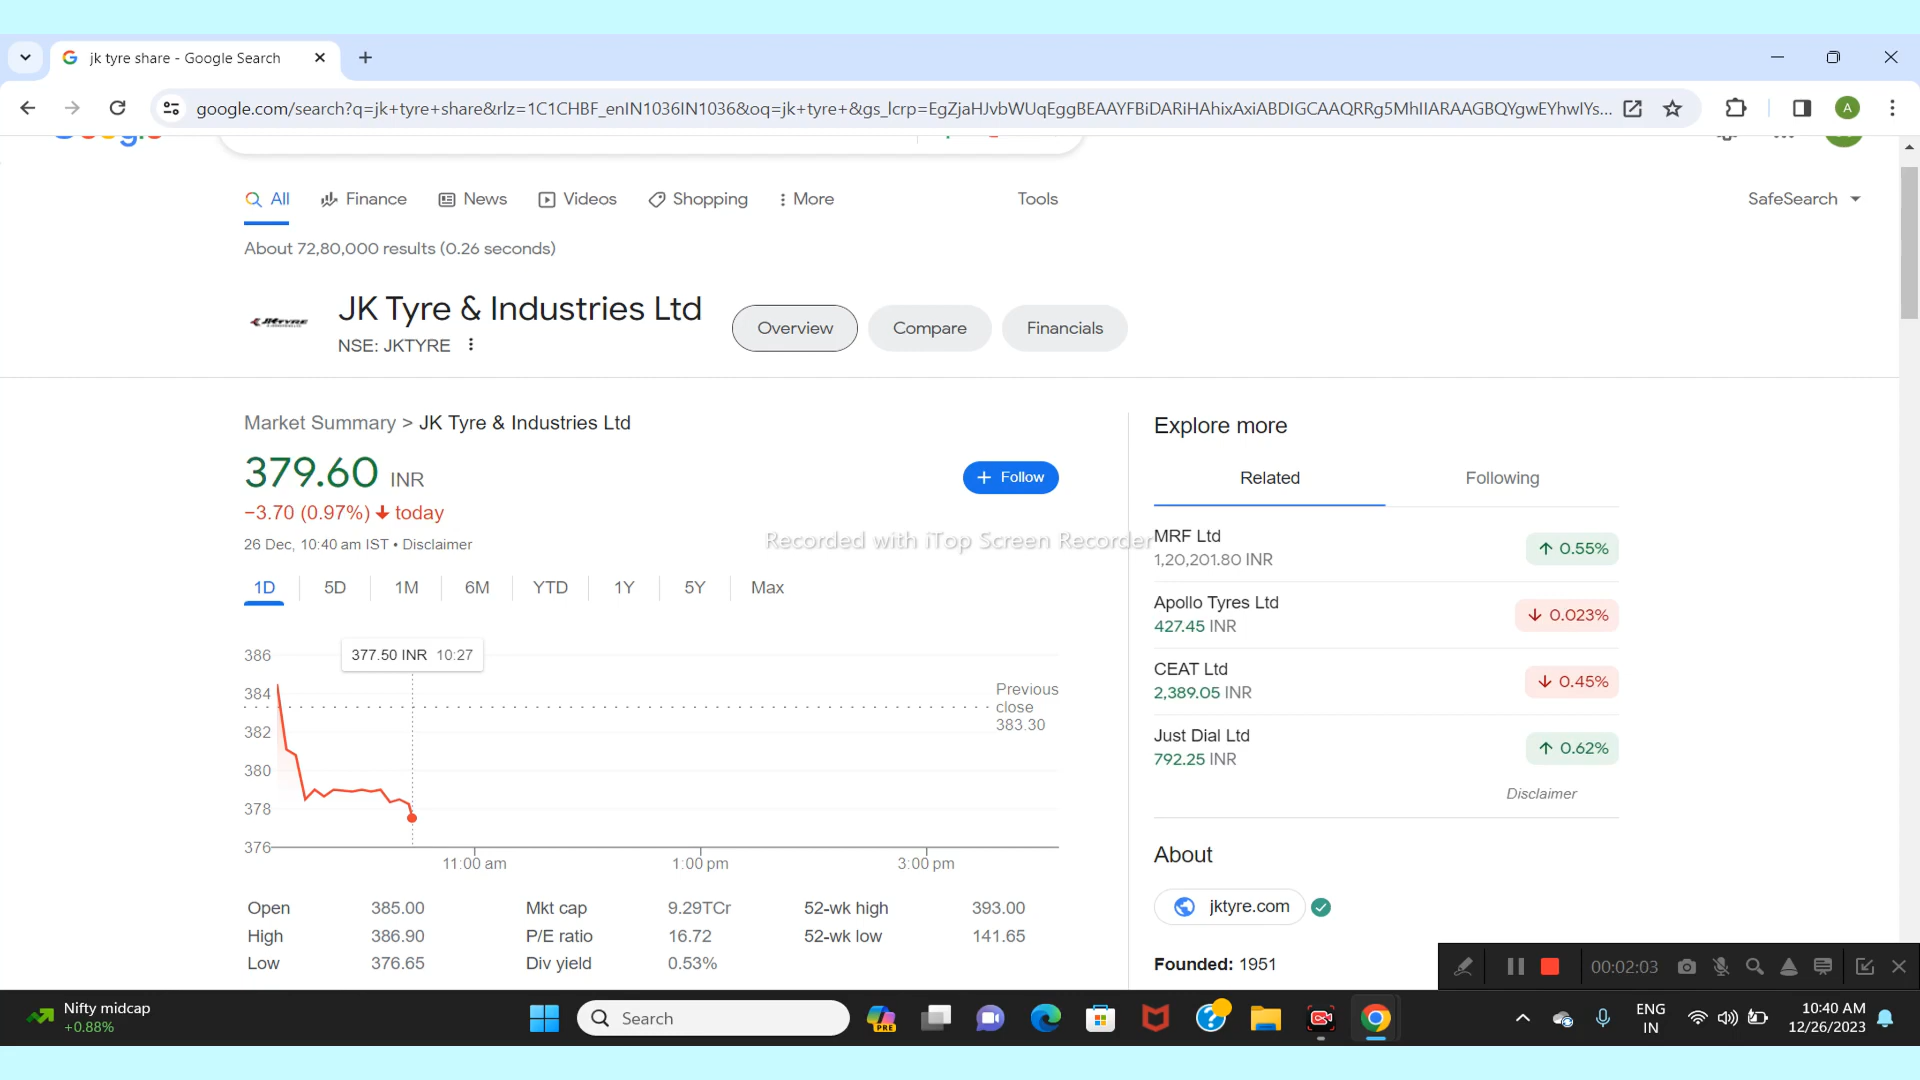 jk tyre share - Google Search
google.com/search?q=jk+tyre+share&rlz=1C1CHBF_enIN1036IN1036&oq=jk+tyre+&gs_lcrp=EgZjaHJvbWUqEggBEAAYFBiDARiHAhixAxiABDIGCAAQRRg5MhIIARAAGBQYgwEYhwIYs...
A
All
Finance
News
Videos
Shopping
More
Tools
SafeSearch
About 72,80,000 results (0.26 seconds)
JK TYRE
JK Tyre & Industries Ltd
NSE: JKTYRE
Overview
Compare
Financials
Market Summary > JK Tyre & Industries Ltd
379.60 INR
−3.70 (0.97%) today
26 Dec, 10:40 am IST • Disclaimer
+ Follow
Recorded with iTop Screen Recorder
1D 5D 1M 6M YTD 1Y 5Y Max
377.50 INR 10:27
386
384
382
380
378
376
Previous
close
383.30
11:00 am 1:00 pm 3:00 pm
Open 385.00 Mkt cap 9.29TCr 52-wk high 393.00
High 386.90 P/E ratio 16.72 52-wk low 141.65
Low 376.65 Div yield 0.53%
Explore more
Related Following
MRF Ltd
1,20,201.80 INR
0.55%
Apollo Tyres Ltd
427.45 INR
0.023%
CEAT Ltd
2,389.05 INR
0.45%
Just Dial Ltd
792.25 INR
0.62%
Disclaimer
About
jktyre.com
Founded: 1951
00:02:03
Nifty midcap
+0.88%
Search
PRE
ENG
IN
10:40 AM
12/26/2023